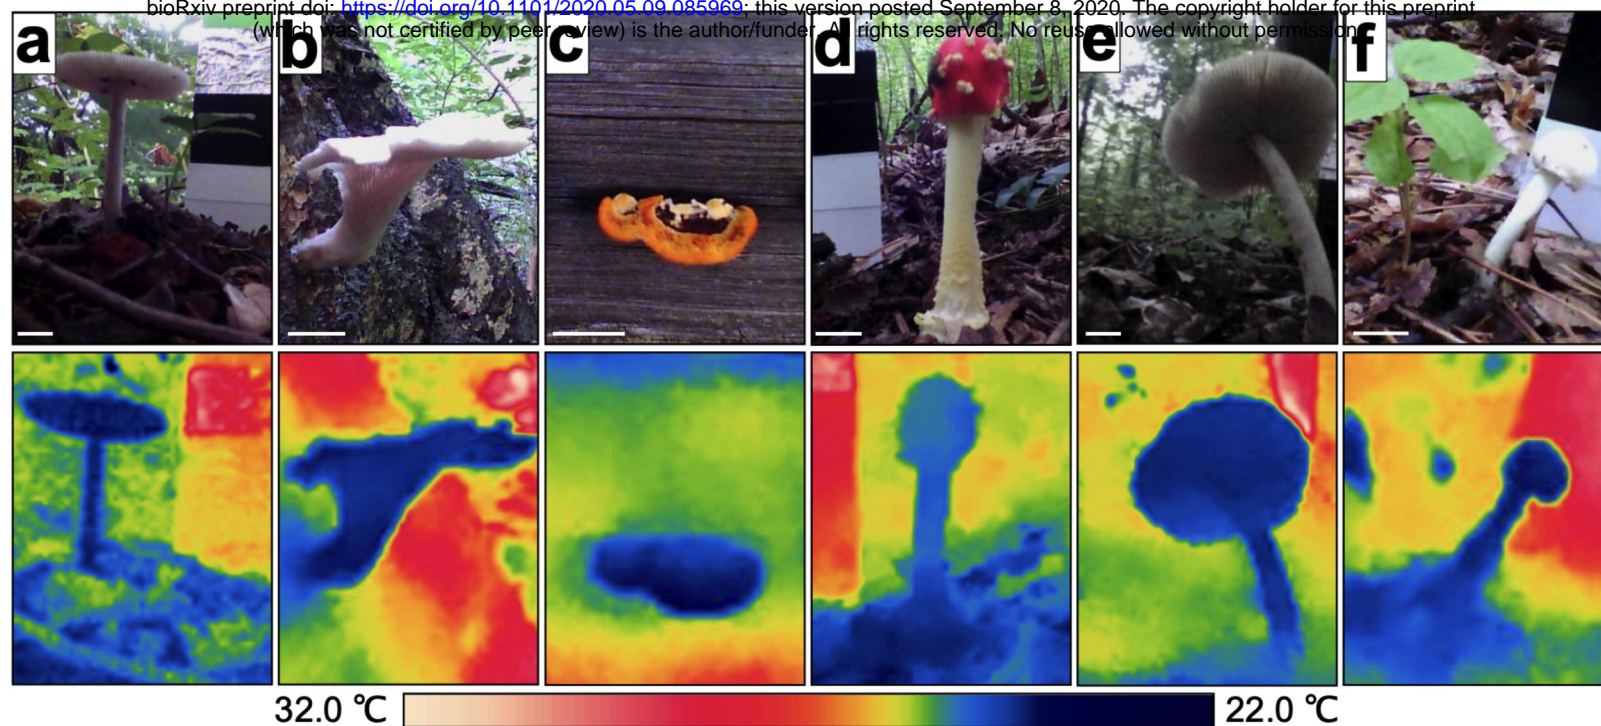 bioRxiv preprint doi: https://doi.org/10.1101/2020.05.09.085969; this version posted September 8, 2020. The copyright holder for this preprint
(which was not certified by peer review) is the author/funder. All rights reserved. No reuse allowed without permission.
a b c d e f
32.0 ℃ 22.0 ℃